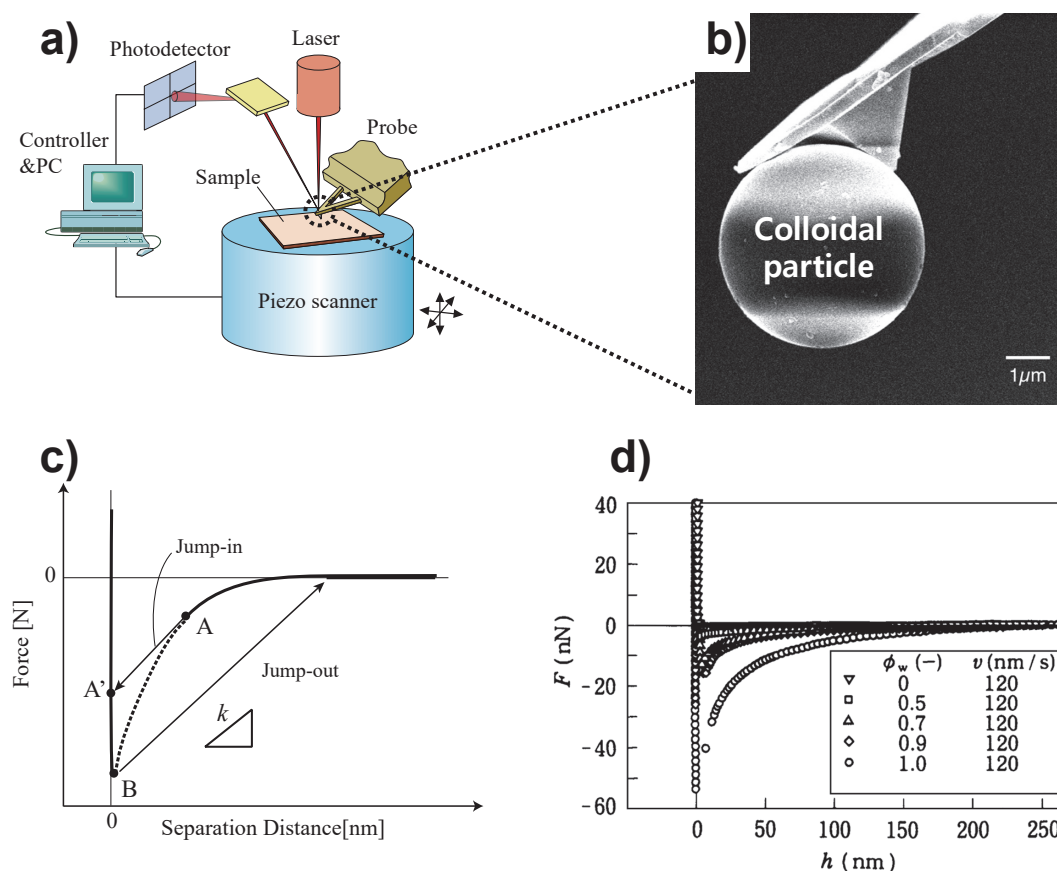 a)
Photodetector
Laser
Controller
&PC
Probe
Sample
Piezo scanner
b)
Colloidal
particle
1μm
c)
Force [N]
0
Jump-in
A
A'
Jump-out
k
B
0
Separation Distance[nm]
d)
F (nN)
40
20
0
-20
-40
-60
ϕw (–) v (nm/s)
0 120
0.5 120
0.7 120
0.9 120
1.0 120
0 50 100 150 200 250
h (nm)